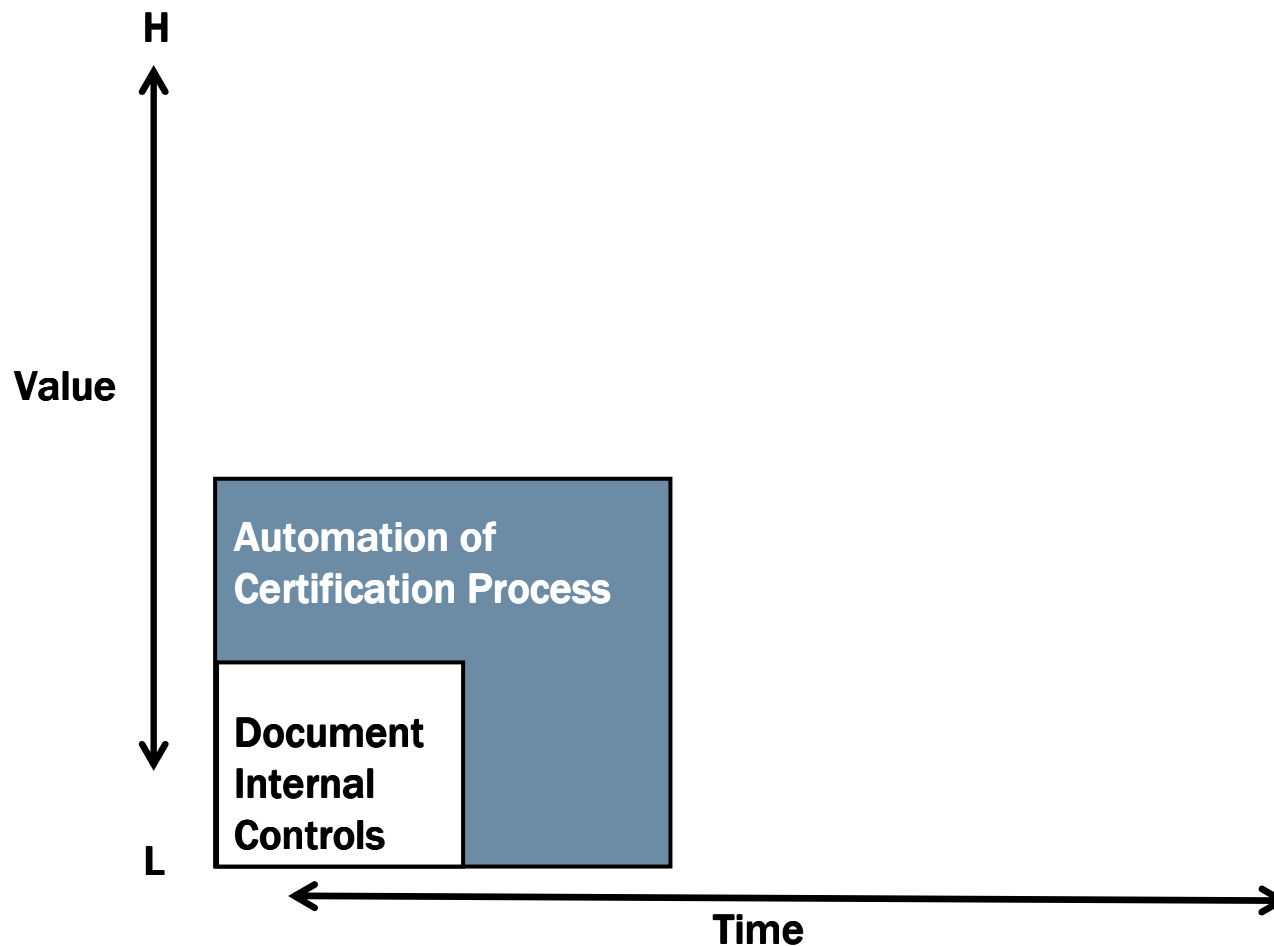 H
Value
Automation of
Certification Process
Document
Internal
Controls
L
Time